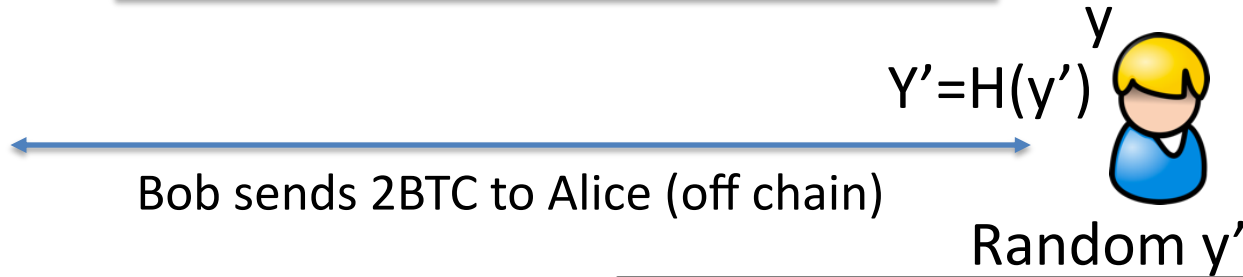 y
Y’=H(y’)
Bob sends 2BTC to Alice (off chain)
Random y’